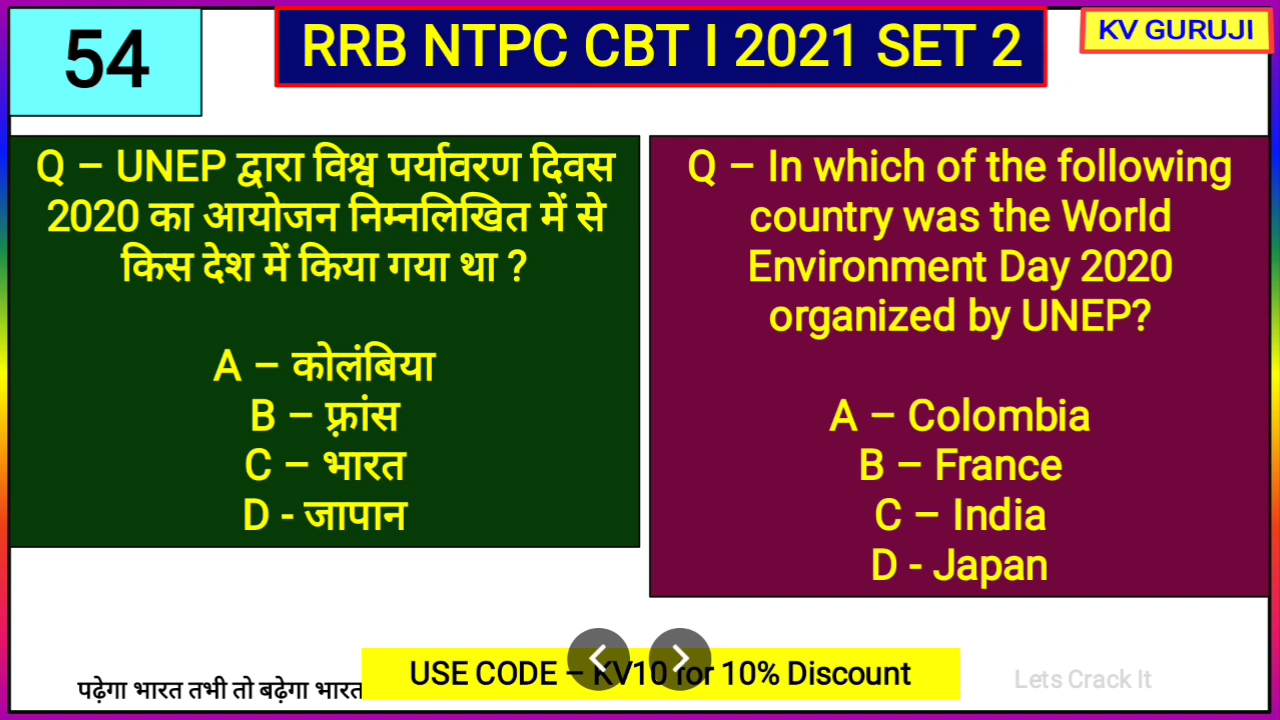 54
RRB NTPC CBT I 2021 SET 2
KV GURUJI
Q – UNEP द्वारा विश्व पर्यावरण दिवस
2020 का आयोजन निम्नलिखित में से
किस देश में किया गया था ?
A – कोलंबिया
B – फ़्रांस
C – भारत
D - जापान
Q – In which of the following
country was the World
Environment Day 2020
organized by UNEP?
A – Colombia
B – France
C – India
D - Japan
पढ़ेगा भारत तभी तो बढ़ेगा भारत
USE CODE – KV10 for 10% Discount
Lets Crack It